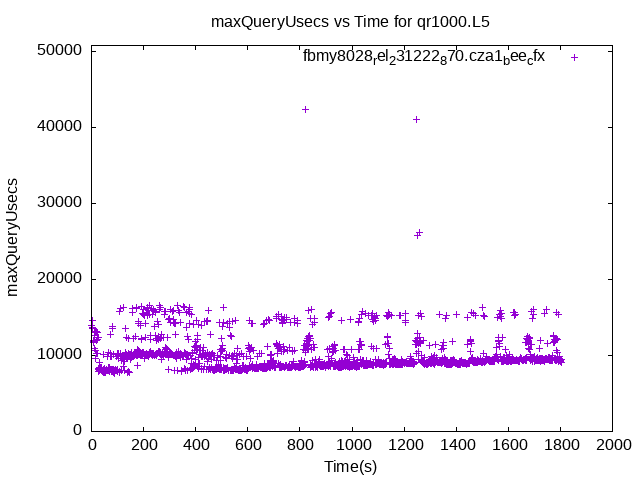 maxQueryUsecs vs Time for qr1000.L5
fbmy8028rel231222870.cza1beecfx
50000
40000
30000
20000
10000
0
maxQueryUsecs
0 200 400 600 800 1000 1200 1400 1600 1800 2000
Time(s)